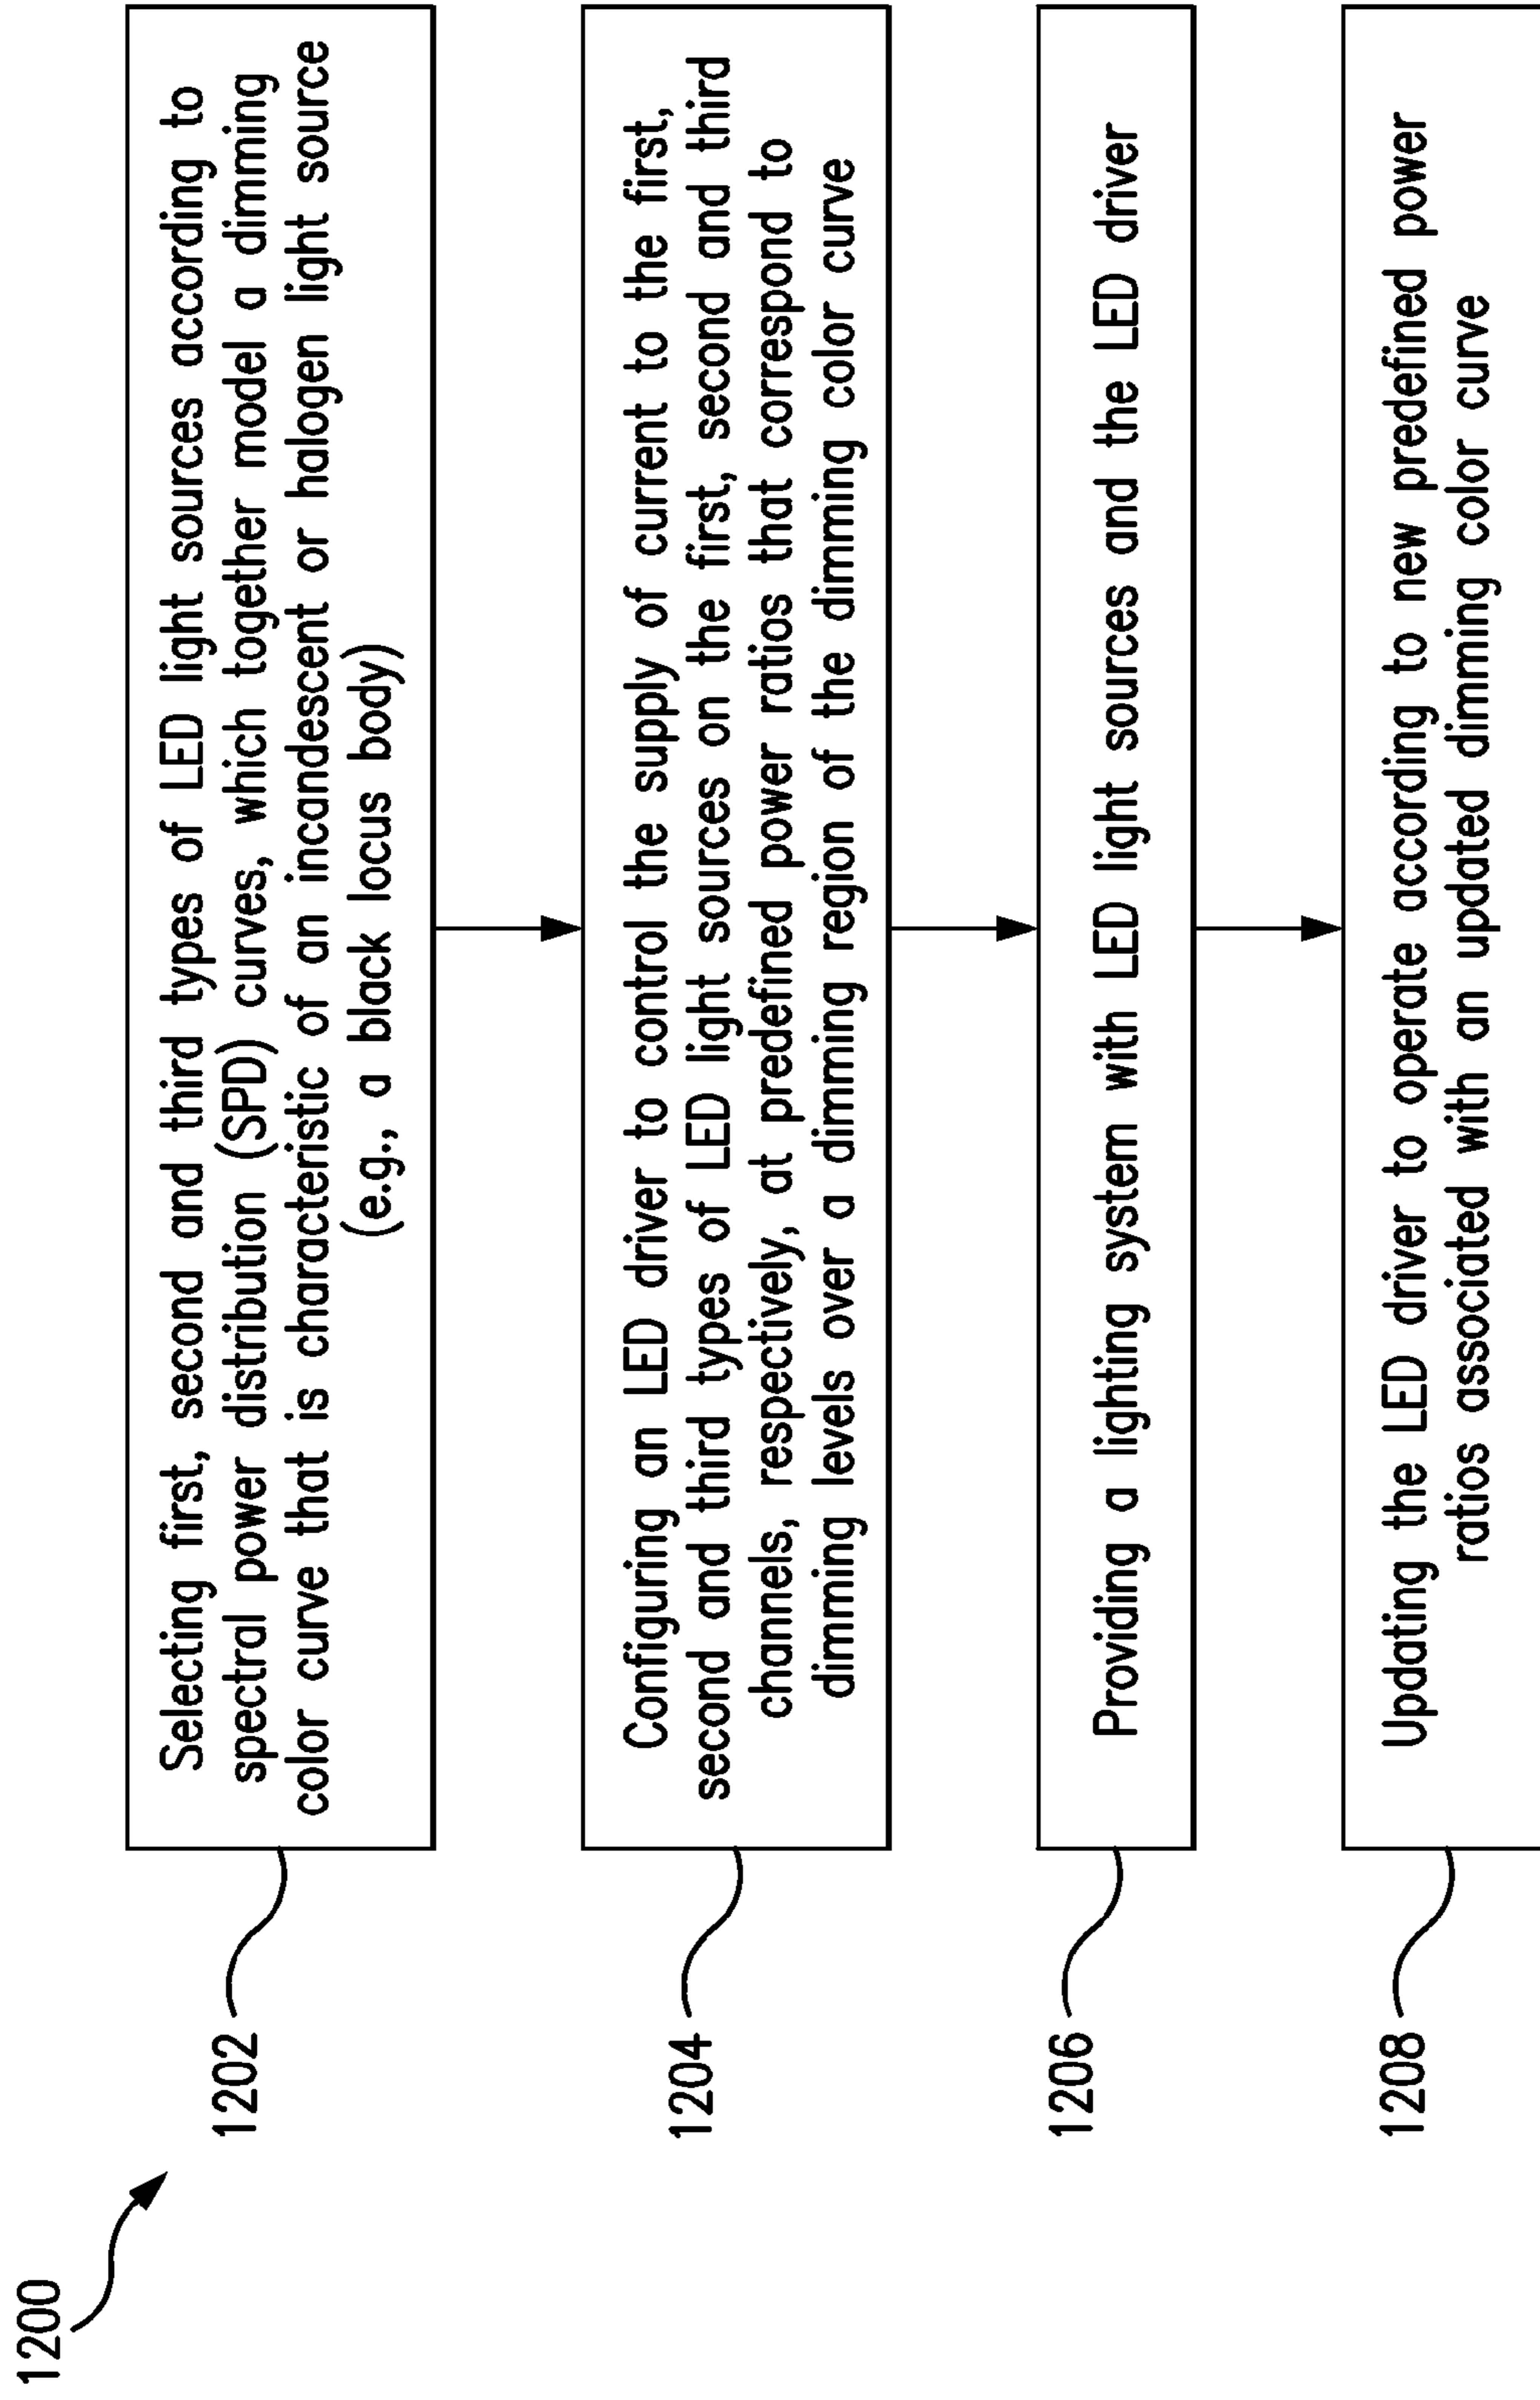 1200
1202
Selecting first, second and third types of LED light sources according to
spectral power distribution (SPD) curves, which together model a dimming
color curve that is characteristic of an incandescent or halogen light source
(e.g., a black locus body)
1204
Configuring an LED driver to control the supply of current to the first,
second and third types of LED light sources on the first, second and third
channels, respectively, at predefined power ratios that correspond to
dimming levels over a dimming region of the dimming color curve
1206
Providing a lighting system with LED light sources and the LED driver
1208
Updating the LED driver to operate according to new predefined power
ratios associated with an updated dimming color curve